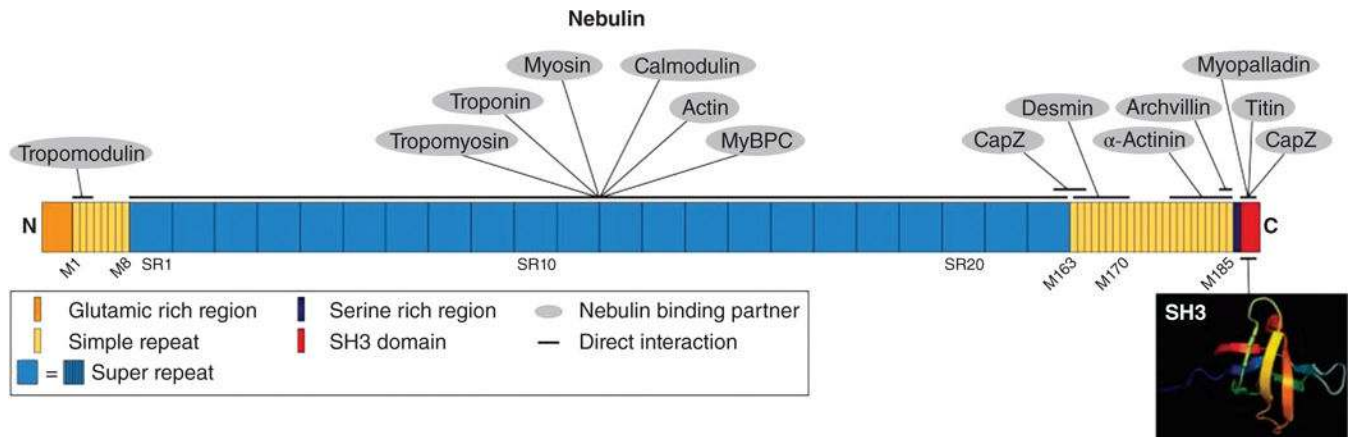 Nebulin
Myosin
Calmodulin
Myopalladin
Troponin
Actin
Desmin
Archvillin
Titin
Tropomodulin
Tropomyosin
MyBPC
CapZ
α-Actinin
CapZ
N
C
M1
M8
SR1
SR10
SR20
M163
M170
M185
Glutamic rich region
Serine rich region
Nebulin binding partner
Simple repeat
SH3 domain
Direct interaction
= Super repeat
SH3